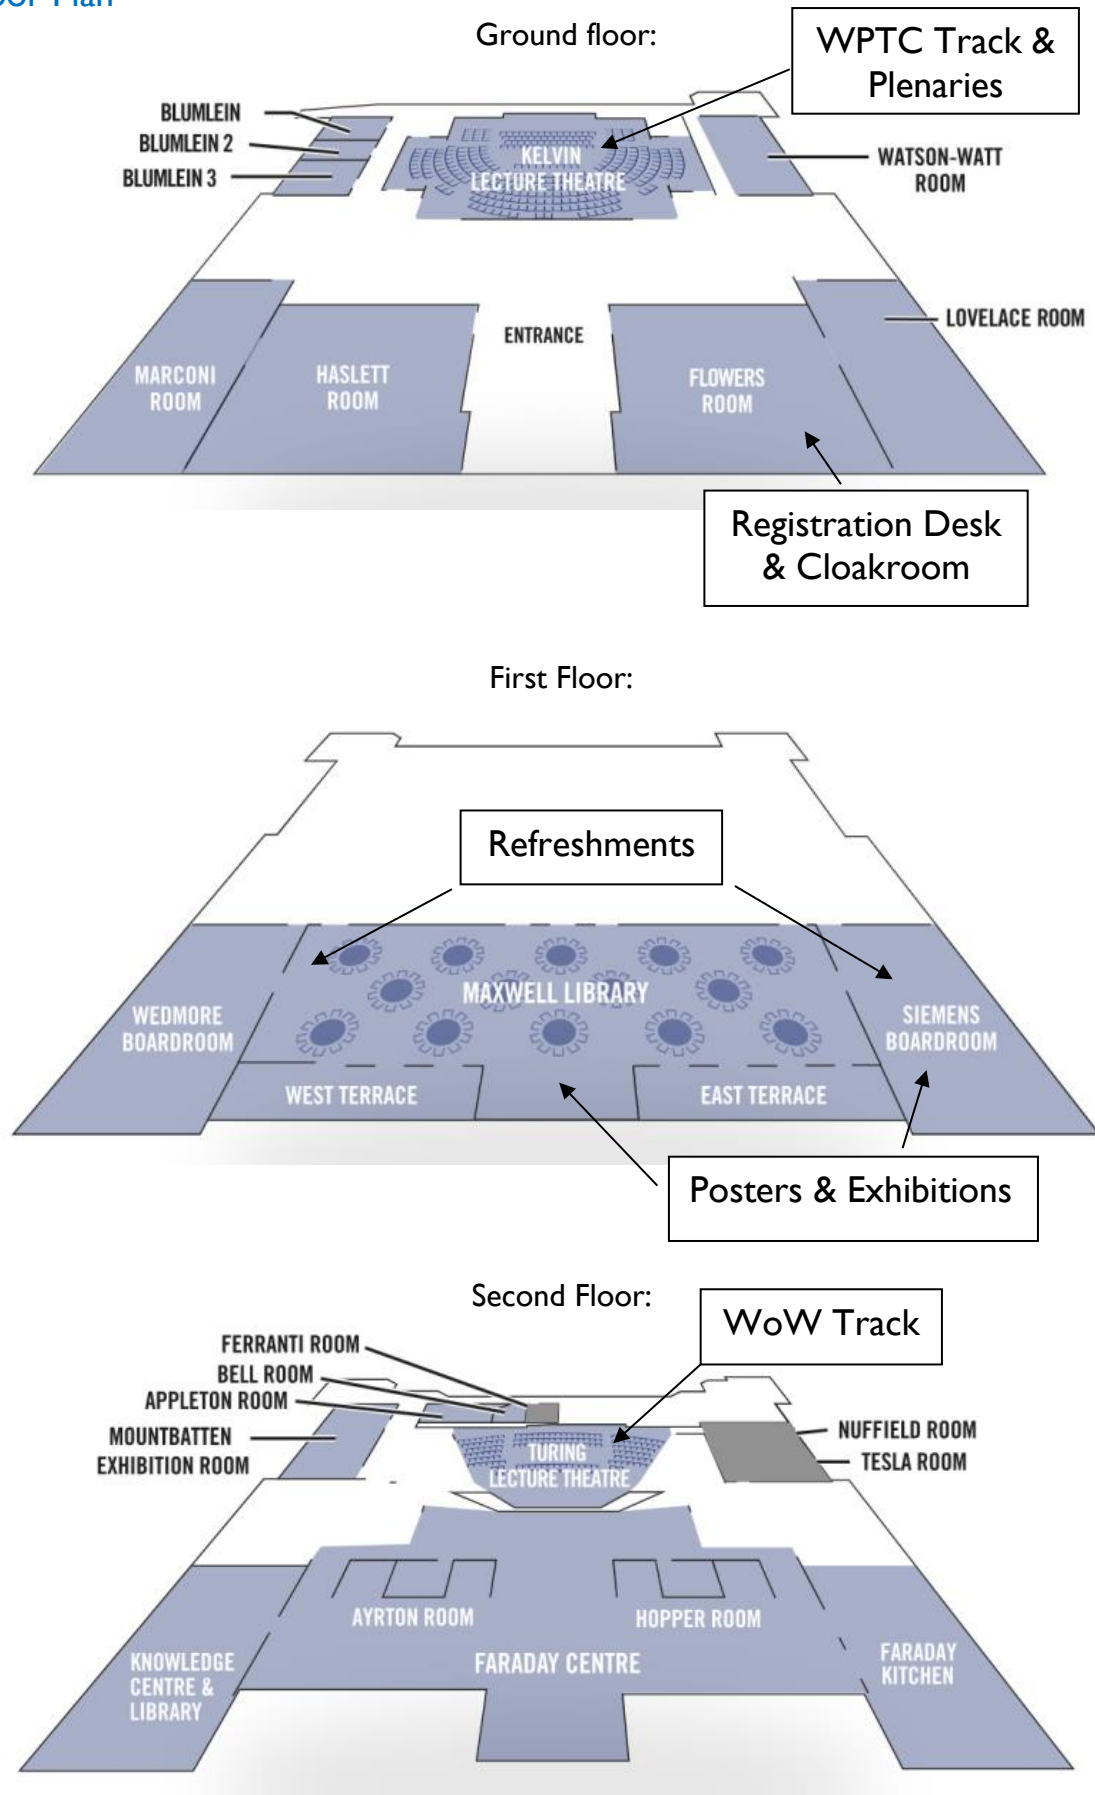 Plan
Ground floor:
WPTC Track &
Plenaries
BLUMLEIN
BLUMLEIN 2
BLUMLEIN 3
KELVIN
LECTURE THEATRE
WATSON-WATT
ROOM
LOVELACE ROOM
ENTRANCE
MARCONI
ROOM
HASLETT
ROOM
FLOWERS
ROOM
Registration Desk
& Cloakroom
First Floor:
Refreshments
MAXWELL LIBRARY
WEDMORE
BOARDROOM
SIEMENS
BOARDROOM
WEST TERRACE
EAST TERRACE
Posters & Exhibitions
Second Floor:
WoW Track
FERRANTI ROOM
BELL ROOM
APPLETON ROOM
MOUNTBATTEN
EXHIBITION ROOM
TURING
LECTURE THEATRE
NUFFIELD ROOM
TESLA ROOM
AYRTON ROOM
HOPPER ROOM
FARADAY CENTRE
KNOWLEDGE
CENTRE &
LIBRARY
FARADAY
KITCHEN